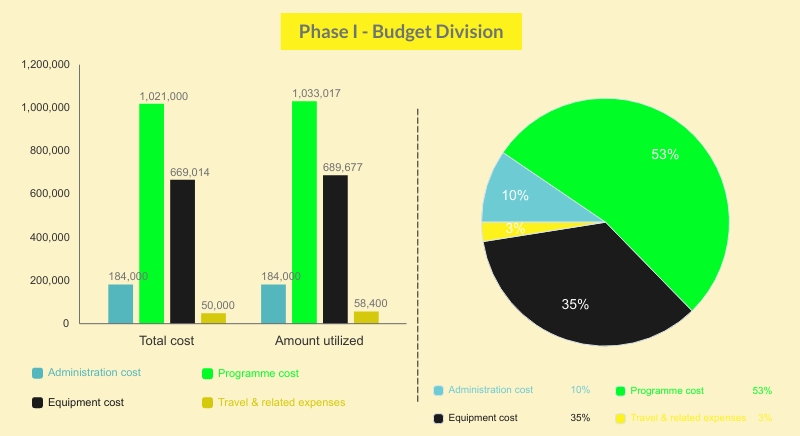 Phase I - Budget Division
1,200,000
1,000,000
800,000
600,000
400,000
200,000
0
184,000
1,021,000
669,014
50,000
184,000
1,033,017
689,677
58,400
Total cost
Amount utilized
Administration cost
Programme cost
Equipment cost
Travel & related expenses
53%
10%
3%
35%
Administration cost 10%
Programme cost 53%
Equipment cost 35%
Travel & related expenses 3%